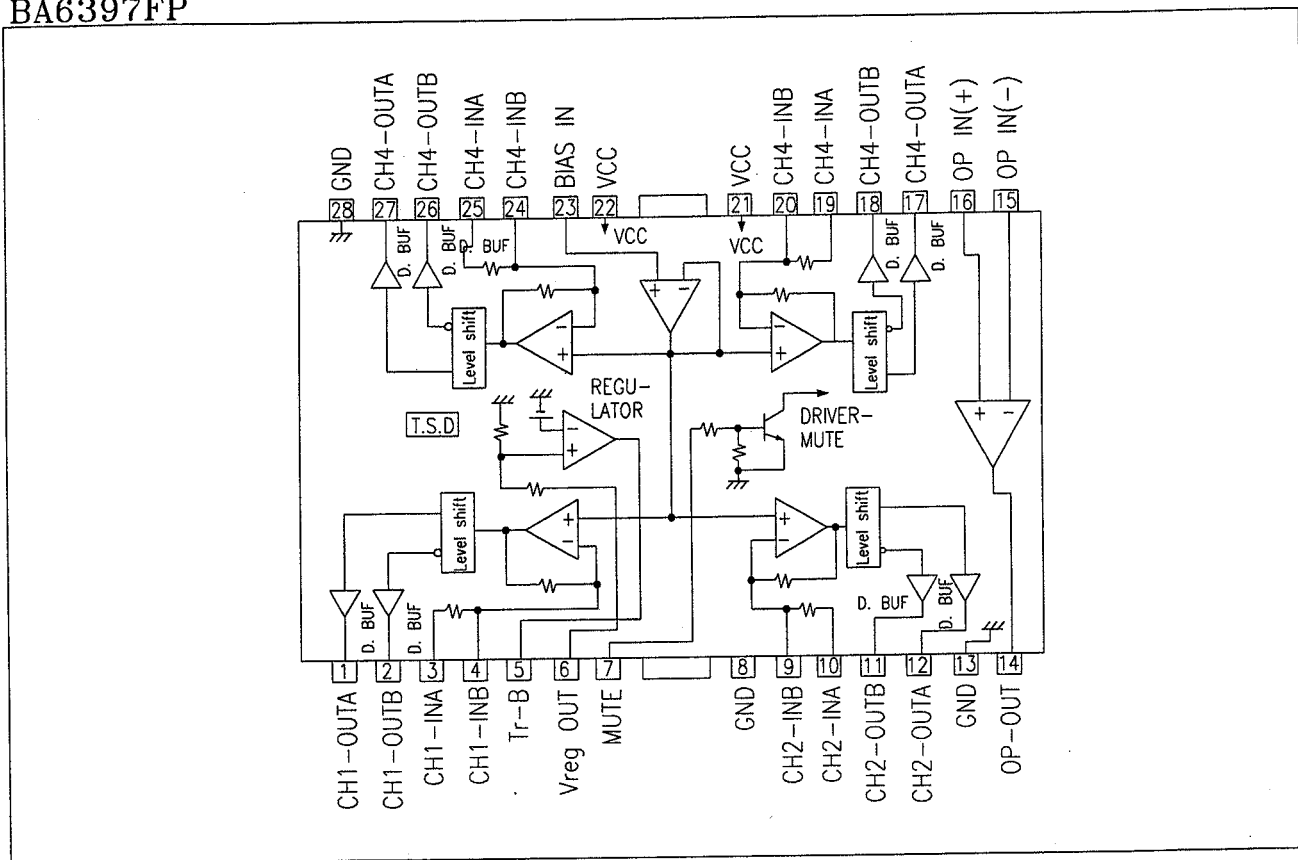 BA6397FP
GND
CH4-OUTA
CH4-OUTB
CH4-INA
CH4-INB
BIAS IN
VCC
VCC
CH4-INB
CH4-INA
CH4-OUTB
CH4-OUTA
OP IN(+)
OP IN(-)
28 27 26 25 24 23 22 21 20 19 18 17 16 15
VCC
VCC
D. BUF
D. BUF
D. BUF
D. BUF
D. BUF
+ -
Level shift
-
+
-
+
Level shift
REGU-
LATOR
T.S.D
-
+
DRIVER-
MUTE
+ -
Level shift
+
-
+
-
Level shift
D. BUF
D. BUF
D. BUF
D. BUF
1 2 3 4 5 6 7 8 9 10 11 12 13 14
CH1-OUTA
CH1-OUTB
CH1-INA
CH1-INB
Tr-B
Vreg OUT
MUTE
GND
CH2-INB
CH2-INA
CH2-OUTB
CH2-OUTA
GND
OP-OUT